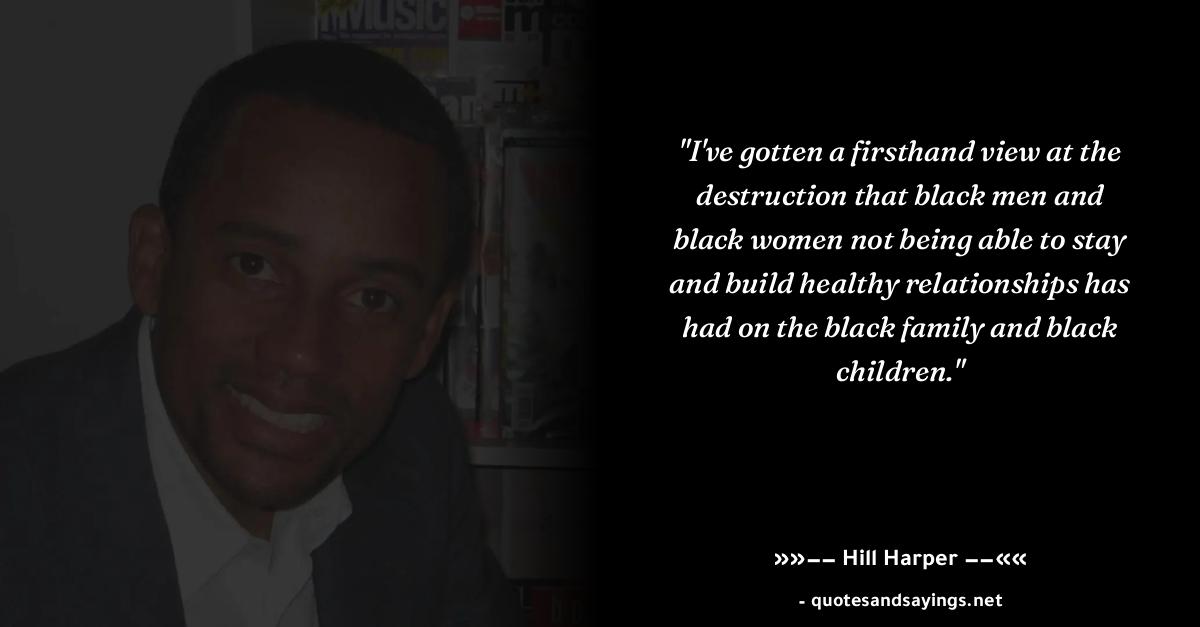 MUSIC
"I've gotten a firsthand view at the
destruction that black men and
black women not being able to stay
and build healthy relationships has
had on the black family and black
children."
»»−− Hill Harper −−««
- quotesandsayings.net